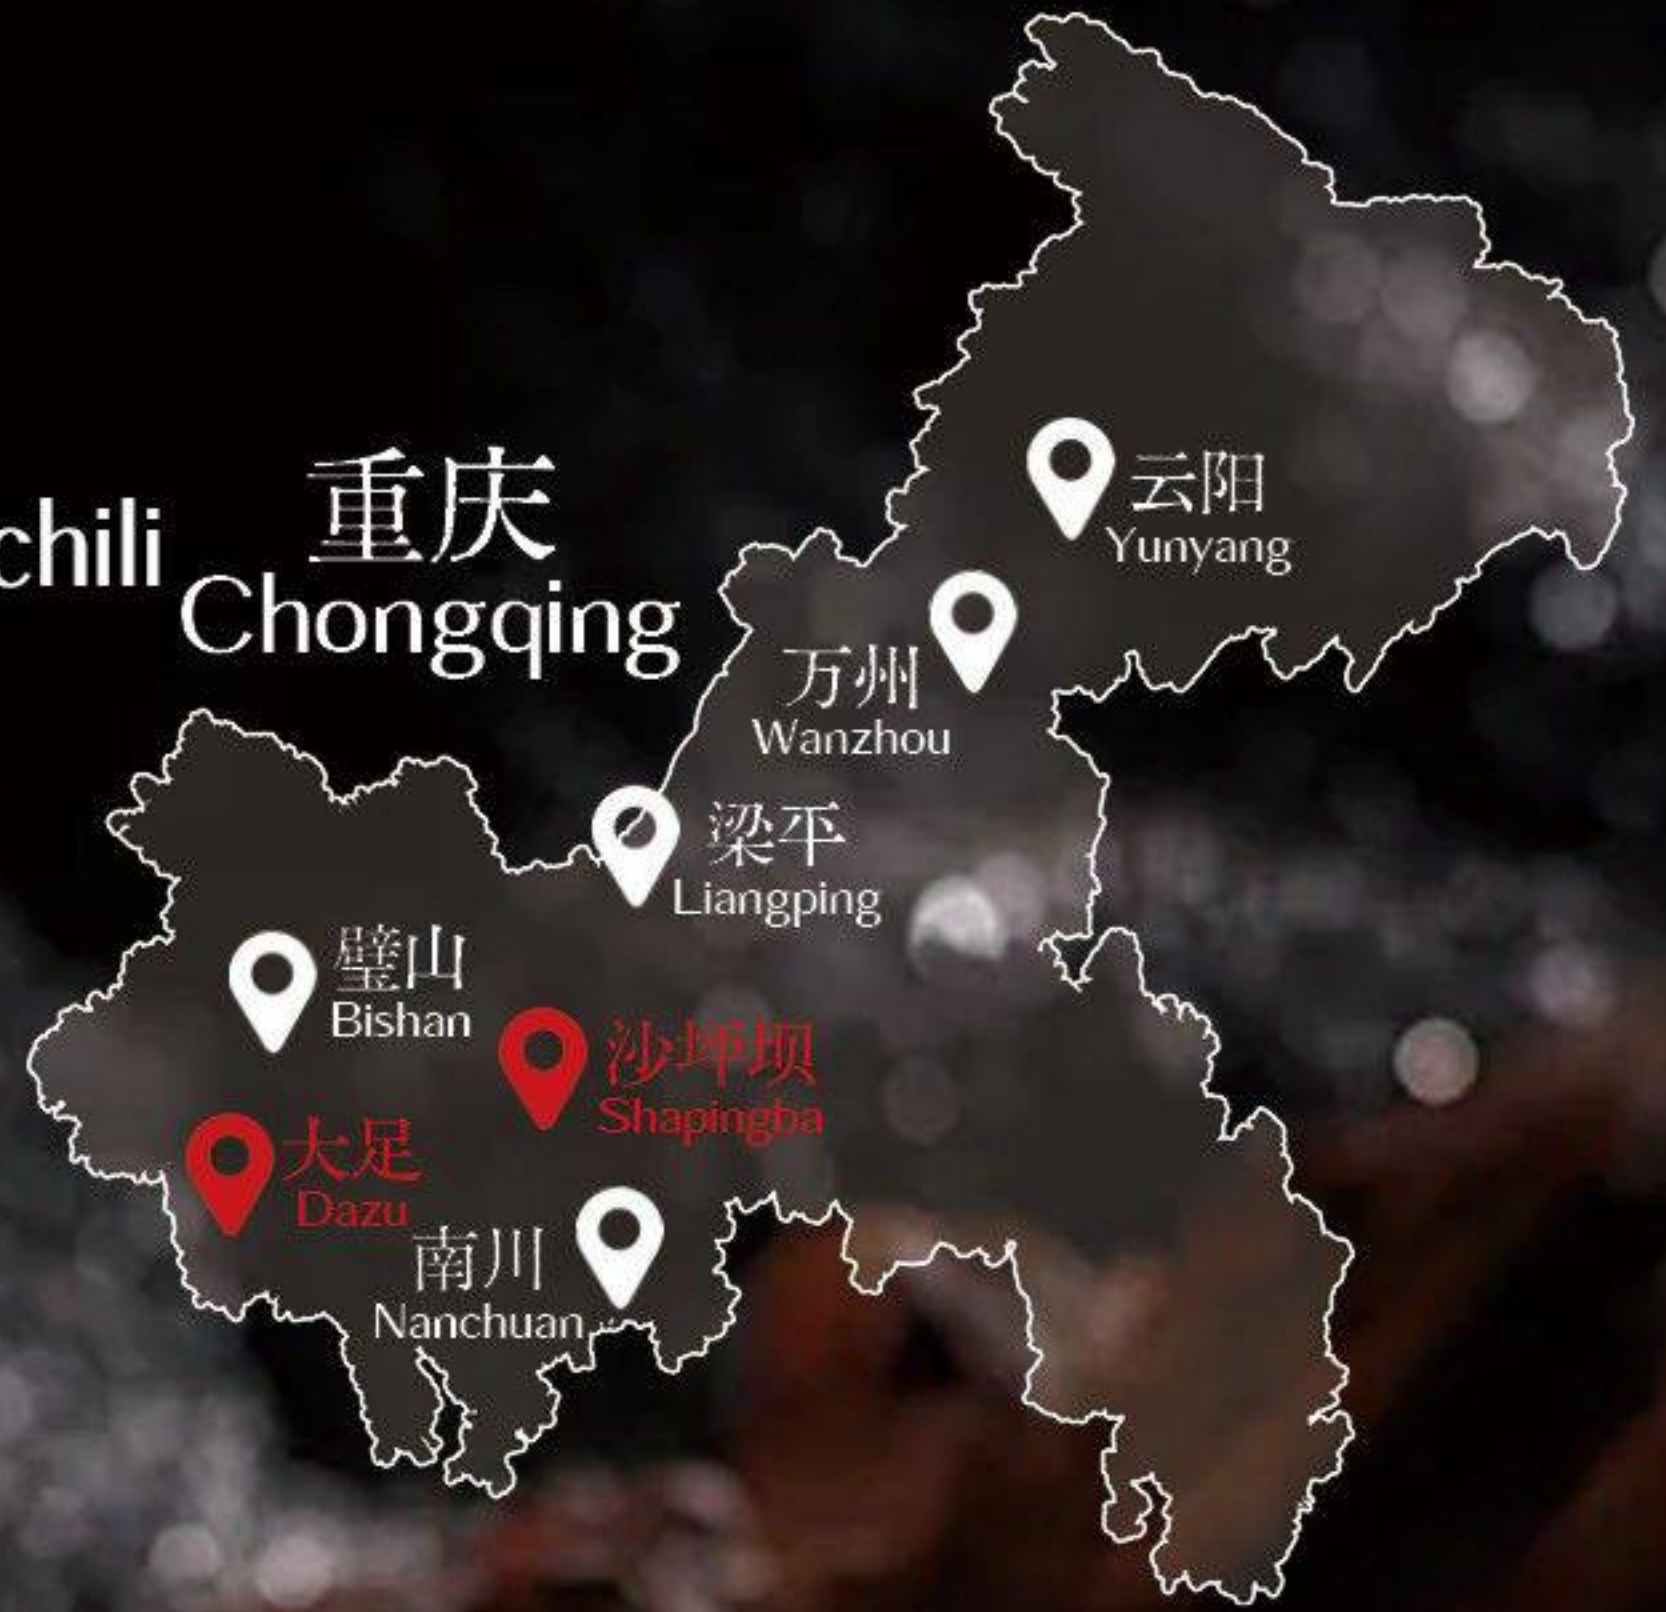 chili
重庆
Chongqing
云阳
Yunyang
万州
Wanzhou
梁平
Liangping
璧山
Bishan
沙坪坝
Shapingba
大足
Dazu
南川
Nanchuan